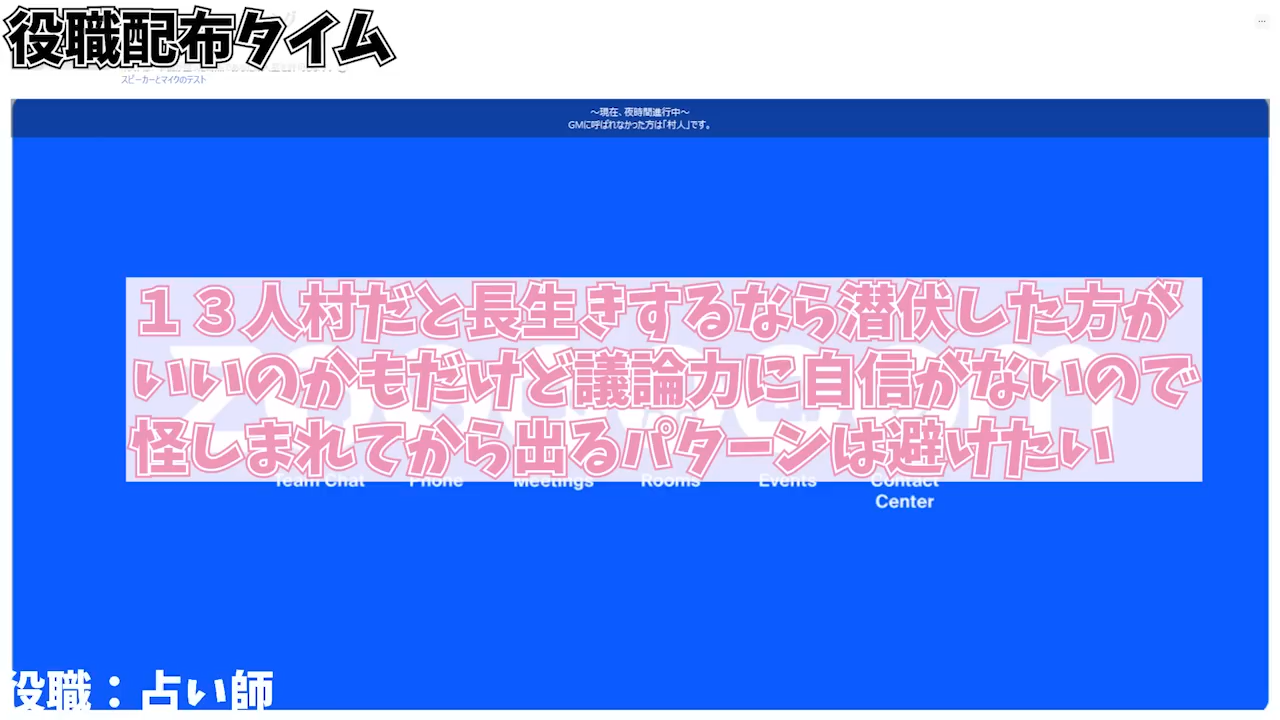 役職配布タイム
スピーカーとマイクのテスト
～現在、夜時間進行中～
GMに呼ばれなかった方は「村人」です。
１３人村だと長生きするなら潜伏した方が
いいのかもだけど議論力に自信がないので
怪しまれてから出るパターンは避けたい
zoom
Team Chat Phone Meetings Rooms Events Contact
Center
役職：占い師